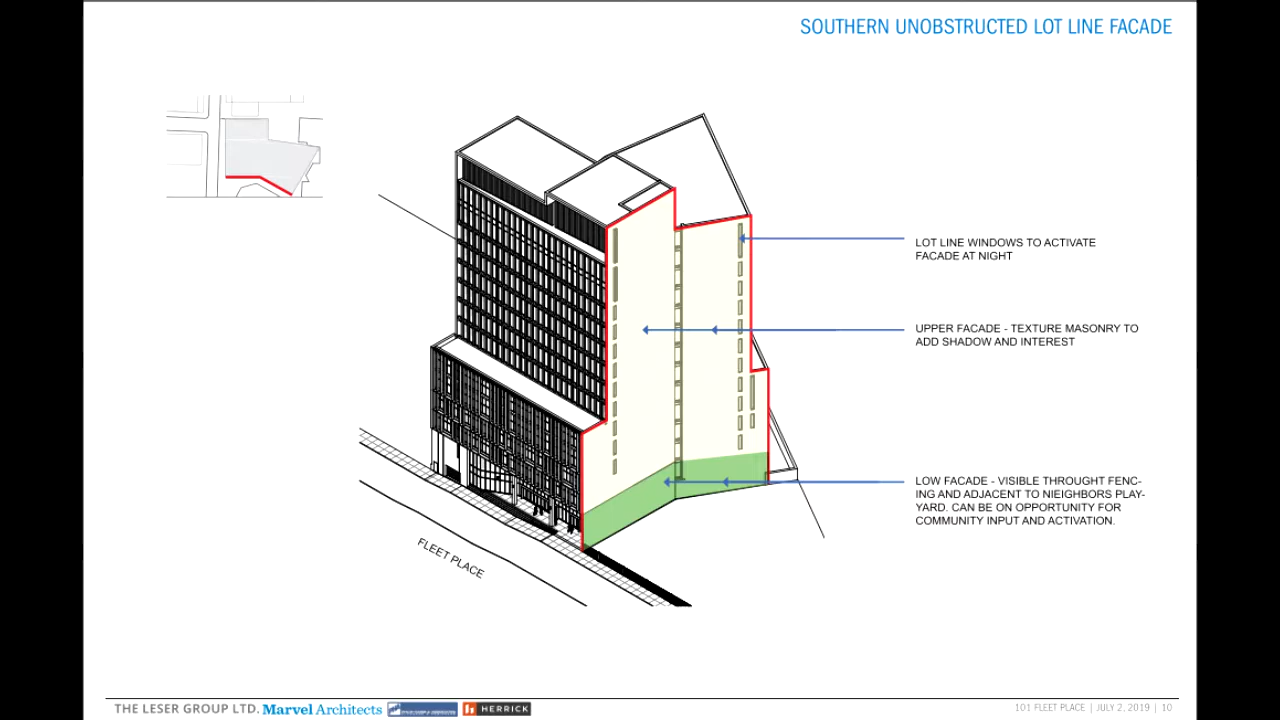 SOUTHERN UNOBSTRUCTED LOT LINE FACADE
LOT LINE WINDOWS TO ACTIVATE
FACADE AT NIGHT
UPPER FACADE - TEXTURE MASONRY TO
ADD SHADOW AND INTEREST
LOW FACADE - VISIBLE THROUGHT FENC-
ING AND ADJACENT TO NIEIGHBORS PLAY-
YARD. CAN BE ON OPPORTUNITY FOR
COMMUNITY INPUT AND ACTIVATION.
FLEET PLACE
THE LESER GROUP LTD. Marvel Architects HERRICK
101 FLEET PLACE | JULY 2, 2019 | 10